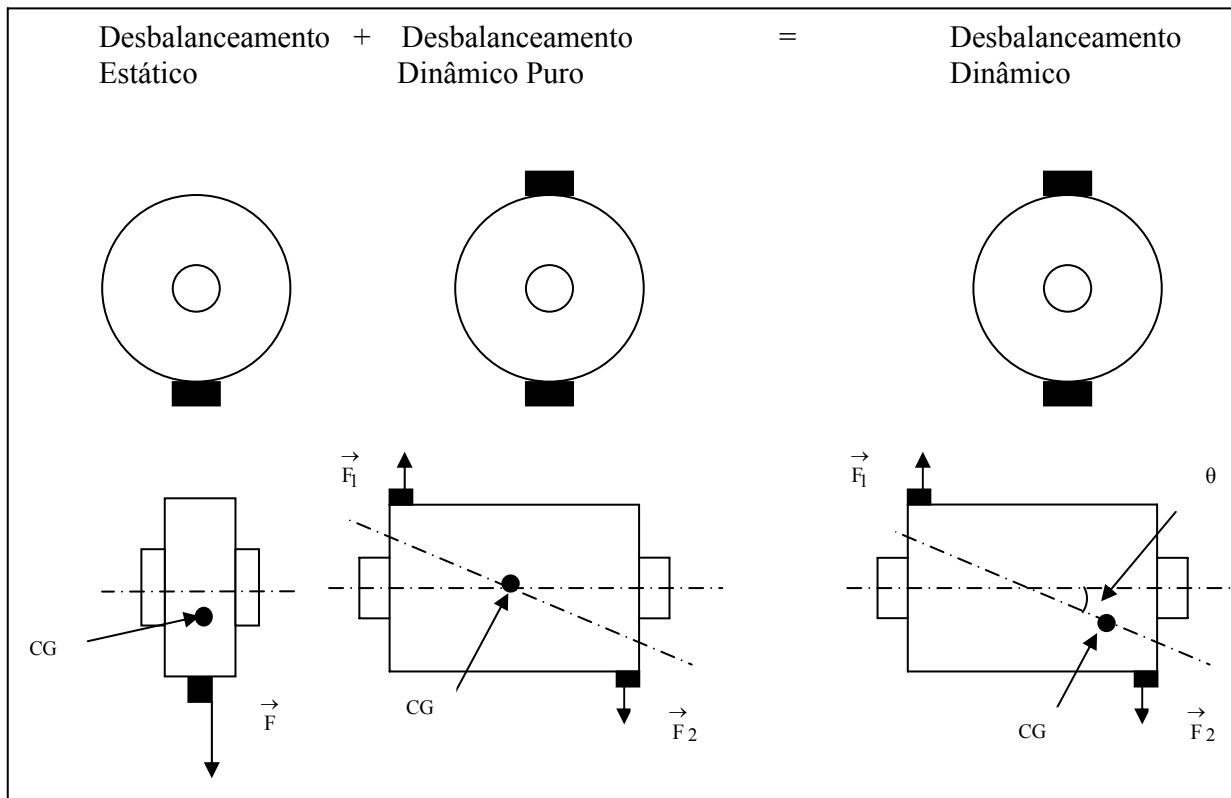 Desbalanceamento + Desbalanceamento = Desbalanceamento
Estático Dinâmico Puro Dinâmico
F₁
F₁
θ
CG
CG
CG
F
F₂
F₂